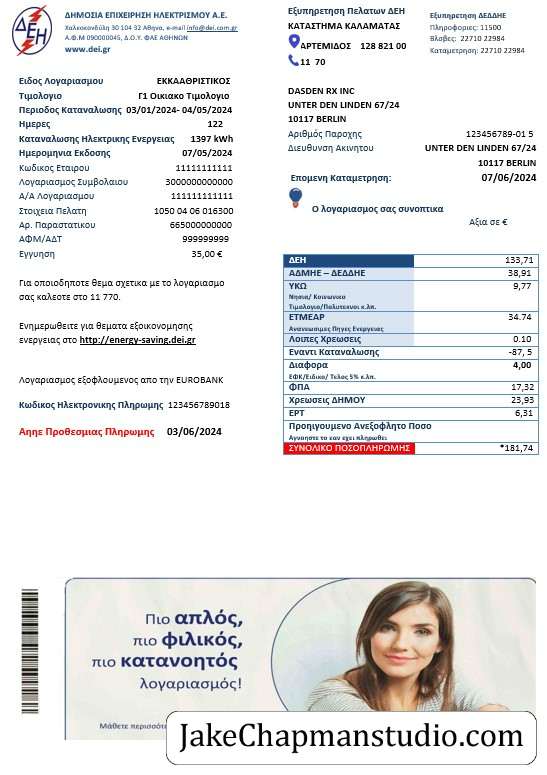 ΔΕΗ
ΔΗΜΟΣΙΑ ΕΠΙΧΕΙΡΗΣΗ ΗΛΕΚΤΡΙΣΜΟΥ Α.Ε.
Χαλκοκονδύλη 30 104 32 Αθήνα, e-mail info@dei.com.gr
Α.Φ.Μ 090000045, Δ.Ο.Υ. ΦΑΕ ΑΘΗΝΩΝ
www.dei.gr
Εξυπηρετηση Πελατων ΔΕΗ
ΚΑΤΑΣΤΗΜΑ ΚΑΛΑΜΑΤΑΣ
ΑΡΤΕΜΙΔΟΣ 128 821 00
11 70
Εξυπηρετηση ΔΕΔΔΗΕ
Πληροφοριες: 11500
Βλαβες: 22710 22984
Καταμετρηση: 22710 22984
Ειδος Λογαριασμου ΕΚΚΑΑΘΡΙΣΤΙΚΟΣ
Τιμολογιο Γ1 Οικιακο Τιμολογιο
Περιοδος Καταναλωσης 03/01/2024- 04/05/2024
Ημερες 122
Καταναλωσης Ηλεκτρικης Ενεργειας 1397 kWh
Ημερομηνια Εκδοσης 07/05/2024
Κωδικος Εταιρου 11111111111
Λογαριασμος Συμβολαιου 3000000000000
Α/Α Λογαριασμου 111111111111
Στοιχεια Πελατη 1050 04 06 016300
Αρ. Παραστατικου 665000000000
ΑΦΜ/ΑΔΤ 999999999
Εγγυηση 35,00 €
DASDEN RX INC
UNTER DEN LINDEN 67/24
10117 BERLIN
Αριθμός Παροχης 123456789-01 5
Διευθυνση Ακινητου UNTER DEN LINDEN 67/24
10117 BERLIN
Επομενη Καταμετρηση: 07/06/2024
Ο λογαριασμος σας συνοπτικα
Αξια σε €
Για οποιοδηποτε θεμα σχετικα με το λογαριασμο
σας καλεοτε στο 11 770.
Ενημερωθειτε για θεματα εξοικονομησης
ενεργειας στο http://energy-saving.dei.gr
Λογαριασμος εξοφλουμενος απο την EUROBANK
Κωδικος Ηλεκτρονικης Πληρωμης 123456789018
Αηηε Προθεσμιας Πληρωμης 03/06/2024
ΔΕΗ 133,71
ΑΔΜΗΕ – ΔΕΔΔΗΕ 38,91
ΥΚΩ 9,77
Νησια/ Κοινωνικο
Τιμολογιο/Πολυτεκνοι κ.λπ.
ΕΤΜΕΑΡ 34.74
Ανανεωσιμες Πηγες Ενεργειας
Λοιπες Χρεωσεις 0.10
Εναντι Καταναλωσης -87, 5
Διαφορα 4,00
ΕΦΚ/Ειδικο/ Τελος 5% κ.λπ.
ΦΠΑ 17,32
Χρεωσεις ΔΗΜΟΥ 23,93
ΕΡΤ 6,31
Προηγιουμενο Ανεξοφλητο Ποσο
Αγνοηστε το εαν εχει πληρωθει
ΣΥΝΟΛΙΚΟ ΠΟΣΟΠΛΗΡΩΜΗΣ *181,74
Πιο απλός,
πιο φιλικός,
πιο κατανοητός
λογαριασμός!
Μάθετε περισσότε
JakeChapmanstudio.com